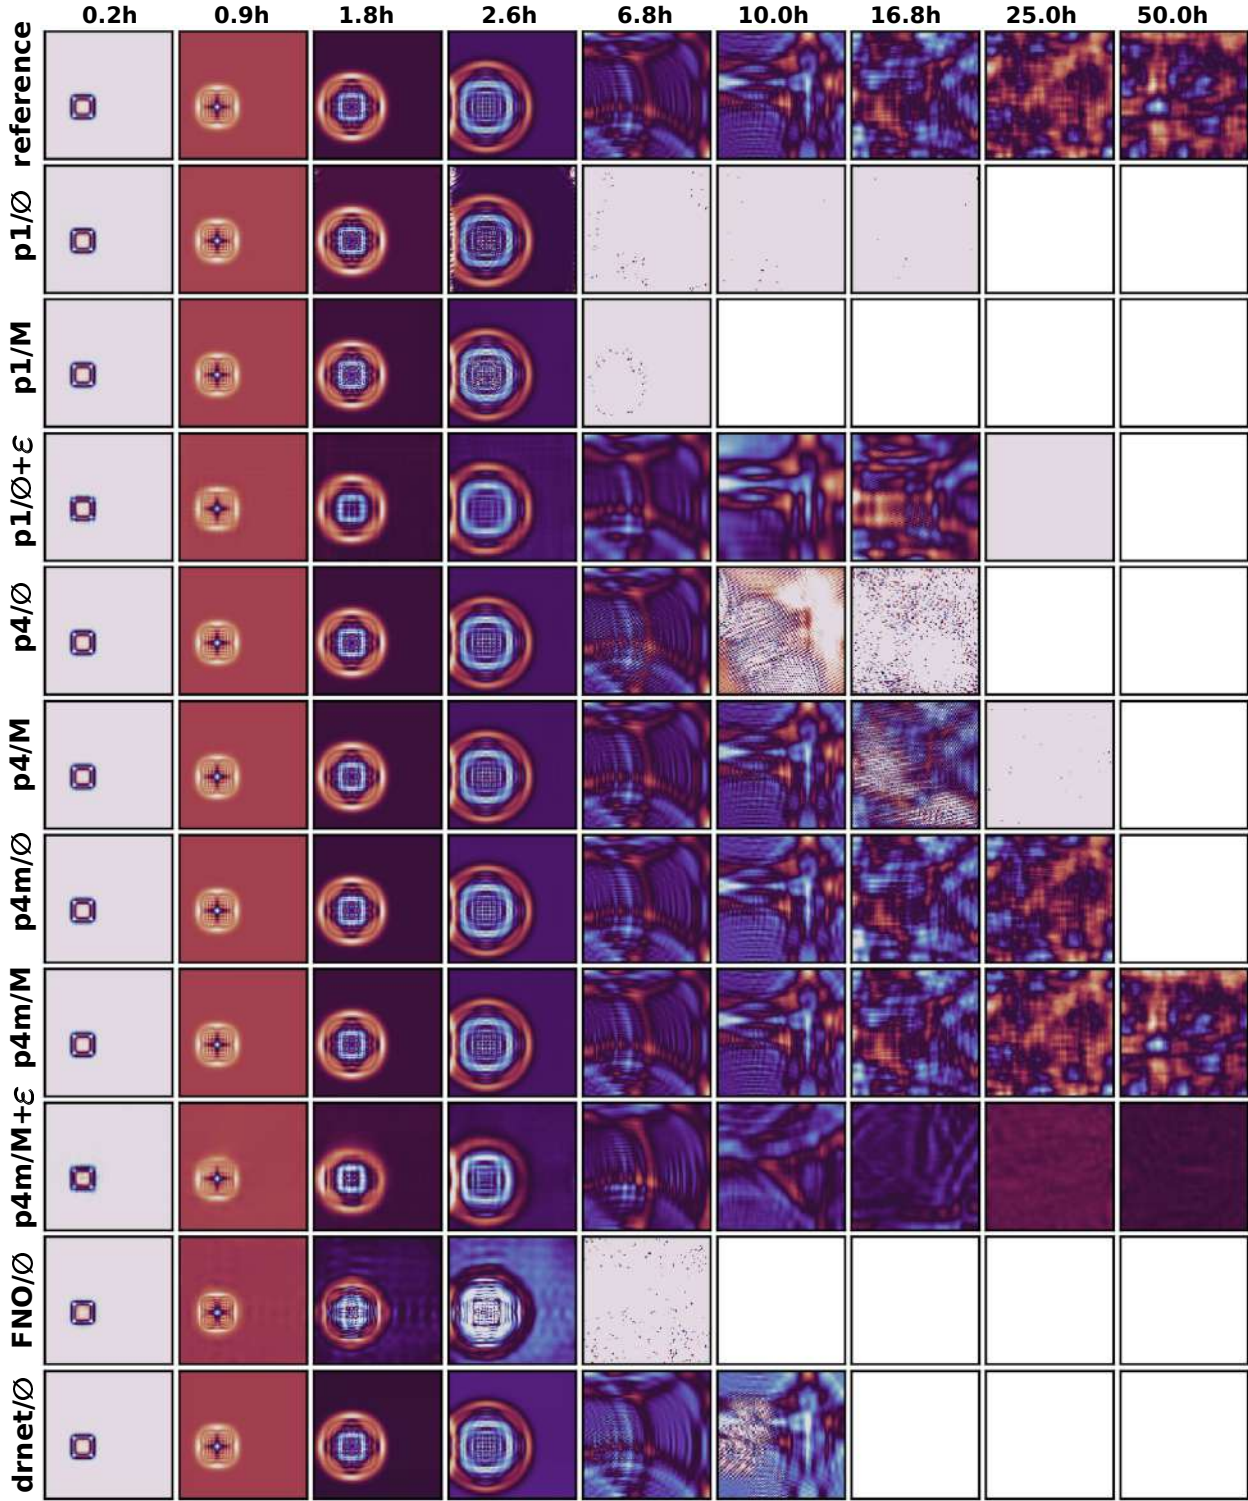 0.2h 0.9h 1.8h 2.6h 6.8h 10.0h 16.8h 25.0h 50.0h
reference
p1/∅
p1/M
p1/∅+ε
p4/∅
p4/M
p4m/∅
p4m/M
p4m/M+ε
FNO/∅
drnet/∅